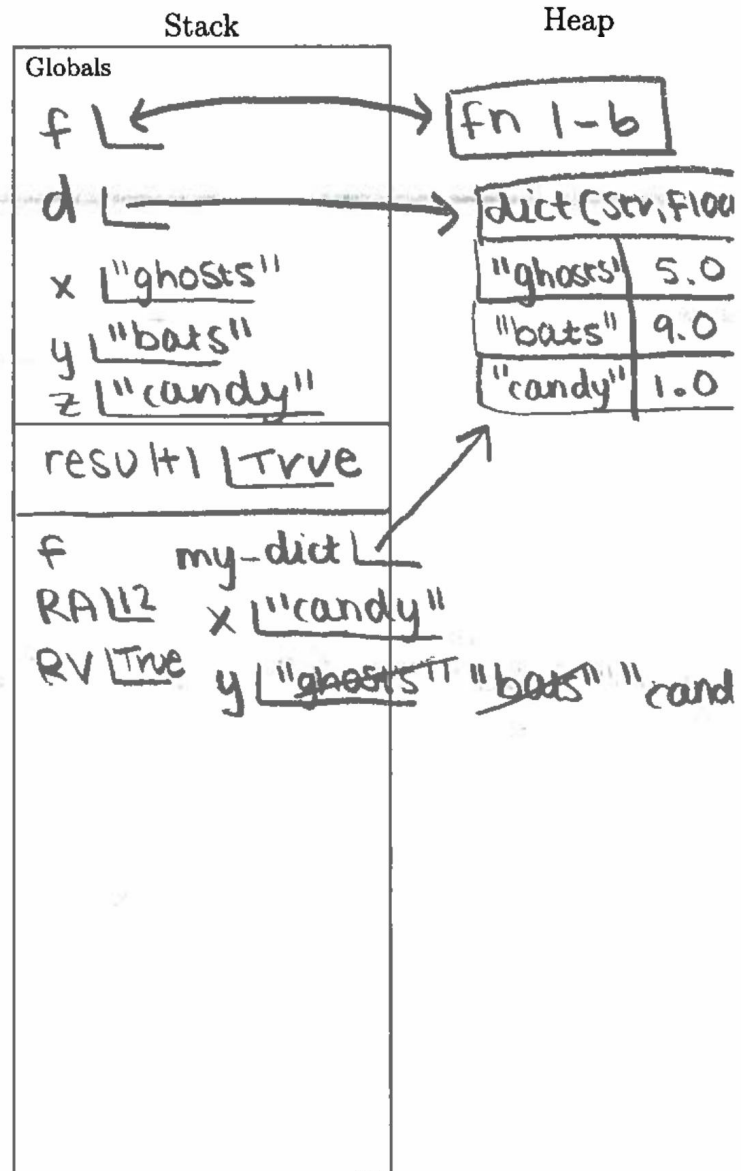 Stack Heap
Globals
f fn 1-6
d dict(str, floa
x "ghosts" "ghosts" 5.0
y "bats" "bats" 9.0
z "candy" "candy" 1.0
result1 True
f my-dict
RA 12 x "candy"
RV True y "ghosts" "bats" "cand